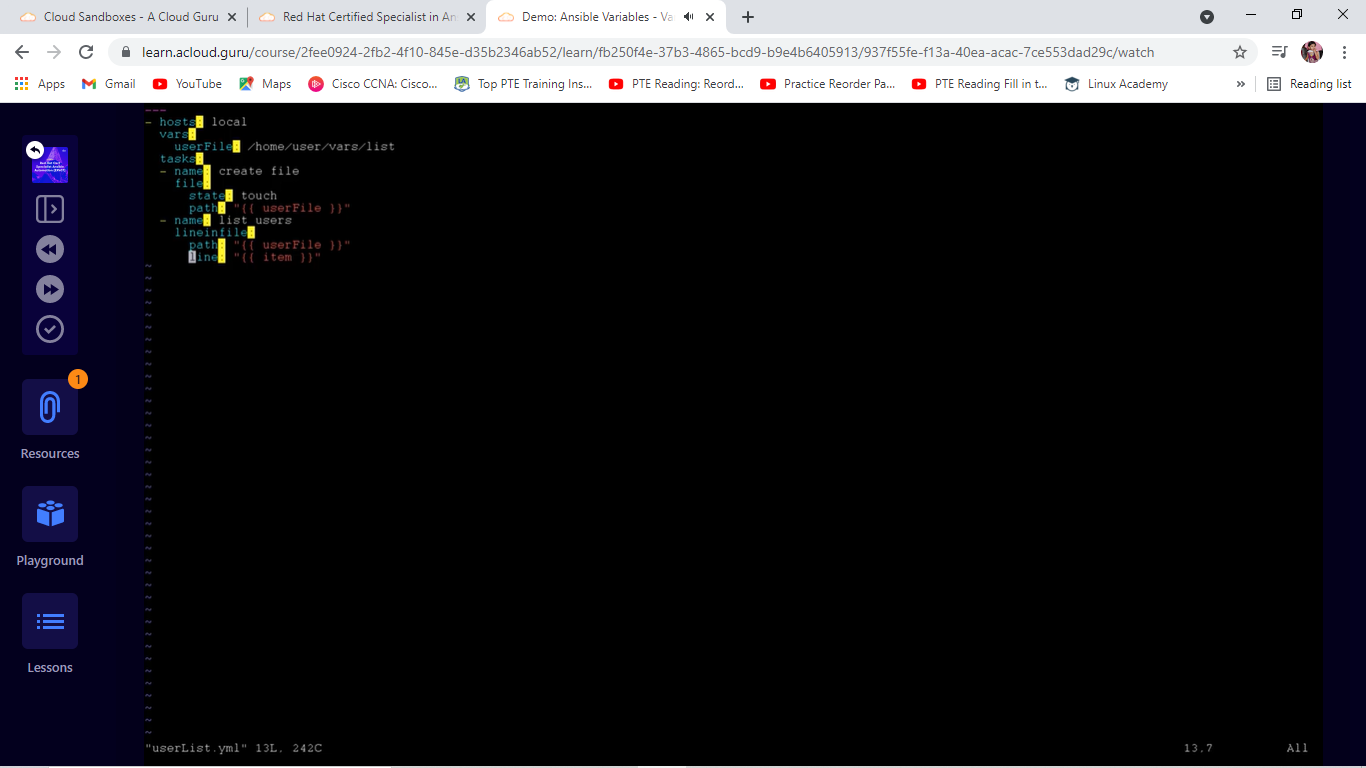 Cloud Sandboxes - A Cloud Guru
Red Hat Certified Specialist in An
Demo: Ansible Variables - Va
learn.acloud.guru/course/2fee0924-2fb2-4f10-845e-d35b2346ab52/learn/fb250f4e-37b3-4865-bcd9-b9e4b6405913/937f55fe-f13a-40ea-acac-7ce553dad29c/watch
Apps
Gmail
YouTube
Maps
Cisco CCNA: Cisco...
Top PTE Training Ins...
PTE Reading: Reord...
Practice Reorder Pa...
PTE Reading Fill in t...
Linux Academy
»
Reading list
---
- hosts: local
  vars:
    userFile: /home/user/vars/list
  tasks:
  - name: create file
    file:
      state: touch
      path: "{{ userFile }}"
  - name: list users
    lineinfile:
      path: "{{ userFile }}"
      line: "{{ item }}"
1
Resources
Playground
Lessons
"userList.yml" 13L, 242C
13,7
All